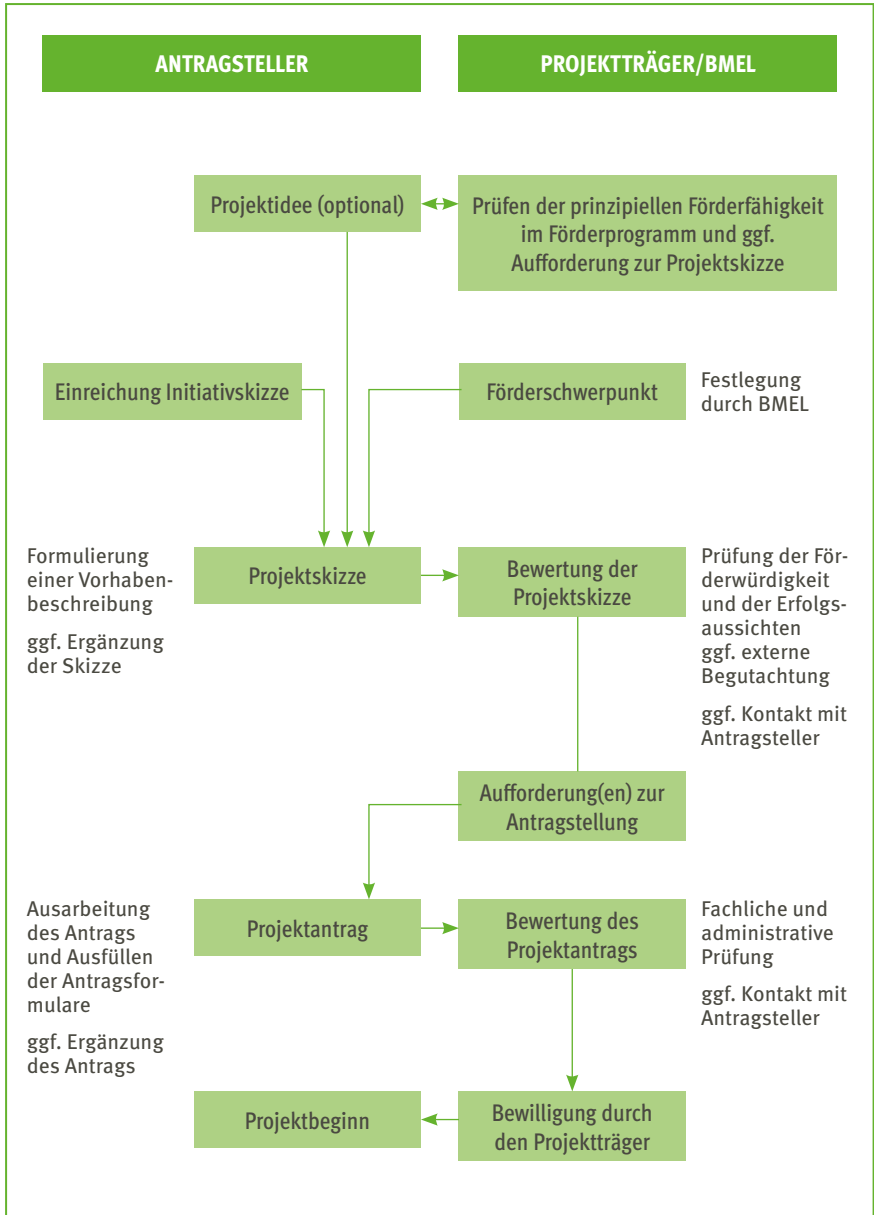 ANTRAGSTELLER
PROJEKTTRÄGER/BMEL
Projektidee (optional)
Prüfen der prinzipiellen Förderfähigkeit
im Förderprogramm und ggf.
Aufforderung zur Projektskizze
Einreichung Initiativskizze
Förderschwerpunkt
Festlegung
durch BMEL
Formulierung
einer Vorhaben-
beschreibung
ggf. Ergänzung
der Skizze
Projektskizze
Bewertung der
Projektskizze
Prüfung der För-
derwürdigkeit
und der Erfolgs-
aussichten
ggf. externe
Begutachtung
ggf. Kontakt mit
Antragsteller
Aufforderung(en) zur
Antragstellung
Ausarbeitung
des Antrags
und Ausfüllen
der Antragsfor-
mulare
ggf. Ergänzung
des Antrags
Projektantrag
Bewertung des
Projektantrags
Fachliche und
administrative
Prüfung
ggf. Kontakt mit
Antragsteller
Projektbeginn
Bewilligung durch
den Projektträger